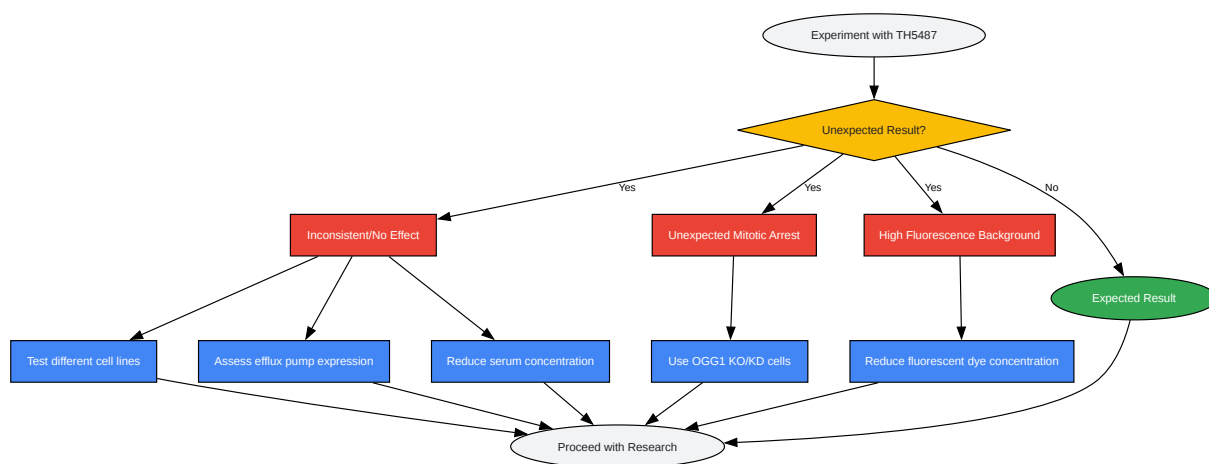 Experiment with TH5487
Unexpected Result?
Yes
Yes
Yes
No
Inconsistent/No Effect
Unexpected Mitotic Arrest
High Fluorescence Background
Expected Result
Test different cell lines
Assess efflux pump expression
Reduce serum concentration
Use OGG1 KO/KD cells
Reduce fluorescent dye concentration
Proceed with Research